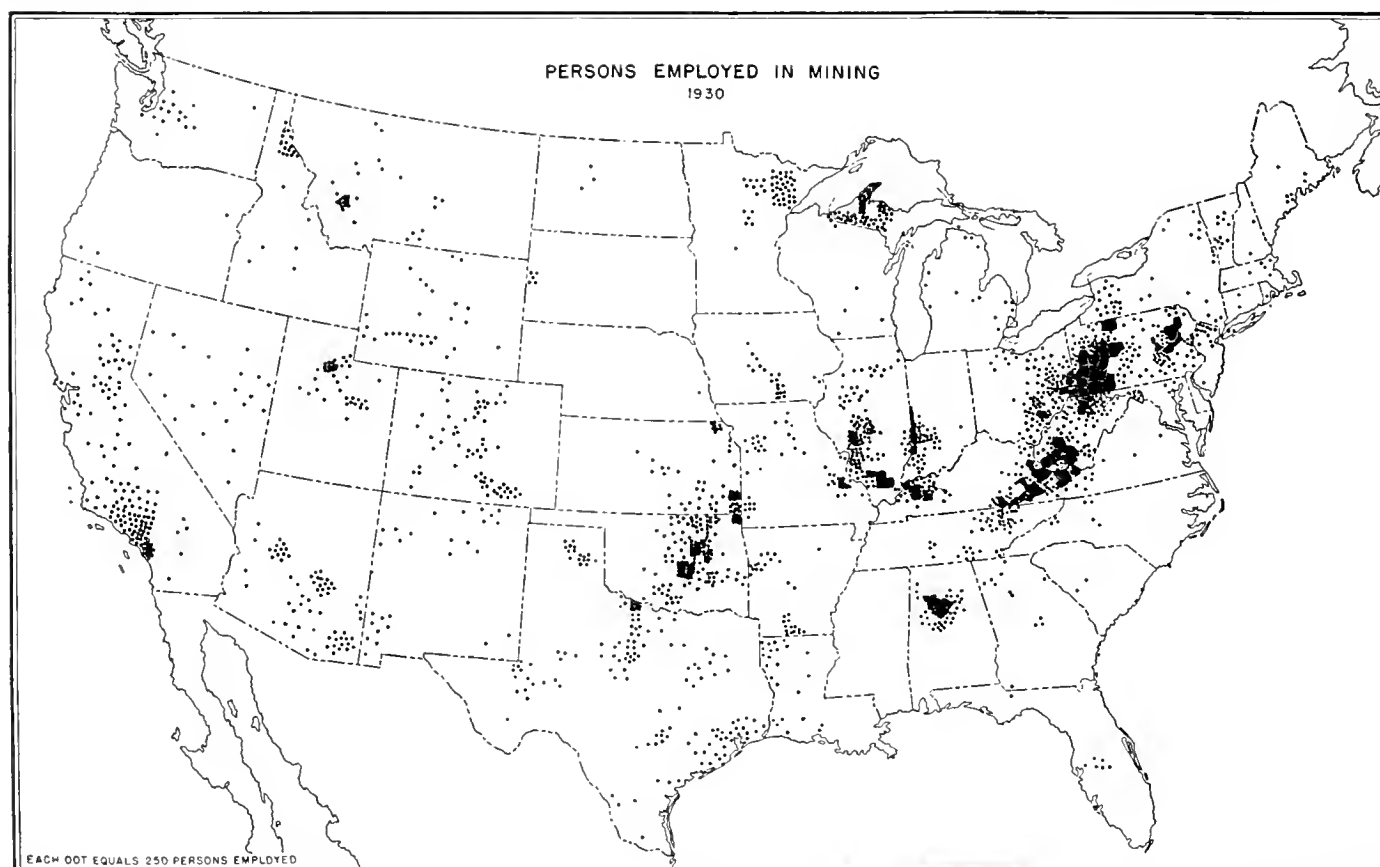 PERSONS EMPLOYED IN MINING
1930
EACH DOT EQUALS 250 PERSONS EMPLOYED